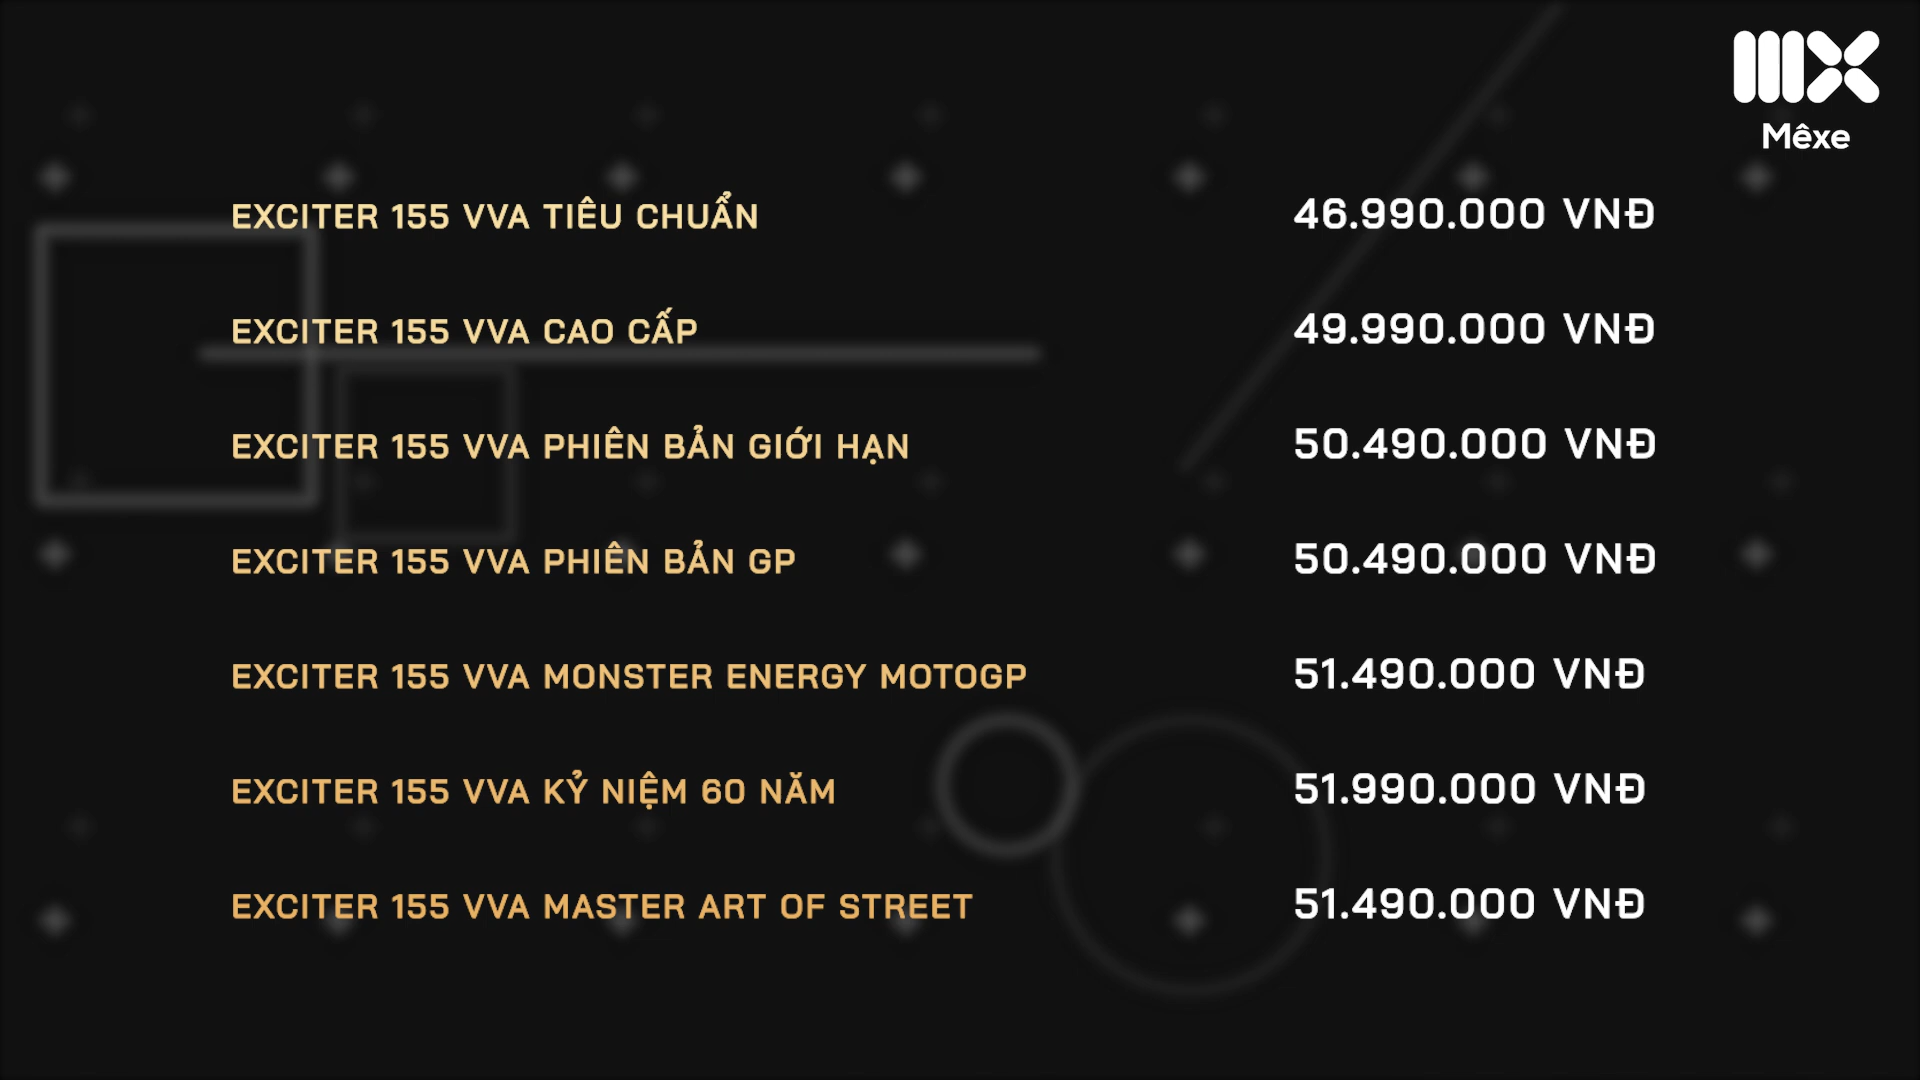 Mêxe
EXCITER 155 VVA TIÊU CHUẨN 46.990.000 VNĐ
EXCITER 155 VVA CAO CẤP 49.990.000 VNĐ
EXCITER 155 VVA PHIÊN BẢN GIỚI HẠN 50.490.000 VNĐ
EXCITER 155 VVA PHIÊN BẢN GP 50.490.000 VNĐ
EXCITER 155 VVA MONSTER ENERGY MOTOGP 51.490.000 VNĐ
EXCITER 155 VVA KỶ NIỆM 60 NĂM 51.990.000 VNĐ
EXCITER 155 VVA MASTER ART OF STREET 51.490.000 VNĐ